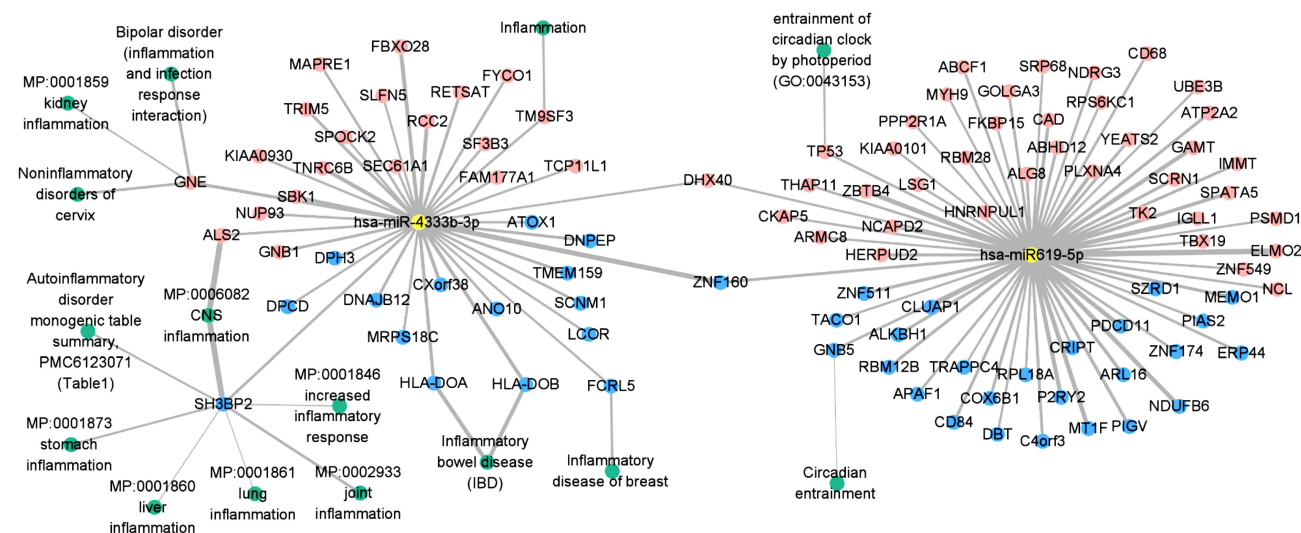 Bipolar disorder
(inflammation
and infection
response
interaction)
MP:0001859
kidney
inflammation
Noninflammatory
disorders of
cervix
GNE
FBXO28
MAPRE1
FYCO1
SLFN5
RETSAT
TRIM5
RCC2
SPOCK2
SF3B3
Inflammation
TM9SF3
KIAA0930
TNRC6B
SEC61A1
FAM177A1
TCP11L1
SBK1
NUP93
ALS2
GNB1
hsa-miR-4333b-3p
ATOX1
DNPEP
DPH3
TMEM159
CXorf38
DPCD
DNAJB12
ANO10
SCNM1
MRPS18C
LCOR
HLA-DOA
HLA-DOB
FCRL5
MP:0006082
CNS
inflammation
Autoinflammatory
disorder
monogenic table
summary,
PMC6123071
(Table1)
SH3BP2
MP:0001846
increased
inflammatory
response
MP:0001873
stomach
inflammation
MP:0001860
liver
inflammation
MP:0001861
lung
inflammation
MP:0002933
joint
inflammation
Inflammatory
bowel disease
(IBD)
Inflammatory
disease of breast
DHX40
ZNF160
entrainment of
circadian clock
by photoperiod
(GO:0043153)
TP53
ABCF1
SRP68
NDRG3
CD68
MYH9
GOLGA3
RPS6KC1
UBE3B
PPP2R1A
FKBP15
CAD
ATP2A2
KIAA0101
RBM28
ABHD12
YEATS2
GAMT
ALG8
PLXNA4
IMMT
THAP11
ZBTB4
LSG1
SCRN1
SPATA5
HNRNPUL1
TK2
IGLL1
PSMD1
CKAP5
ARMC8
NCAPD2
TBX19
ELMO2
HERPUD2
hsa-miR619-5p
ZNF549
NCL
ZNF511
CLUAP1
SZRD1
MEMO1
TACO1
ALKBH1
PDCD11
PIAS2
GNB5
CRIPT
ZNF174
ERP44
RBM12B
TRAPPC4
RPL18A
ARL16
APAF1
COX6B1
P2RY2
NDUFB6
CD84
DBT
C4orf3
MT1F
PIGV
Circadian
entrainment